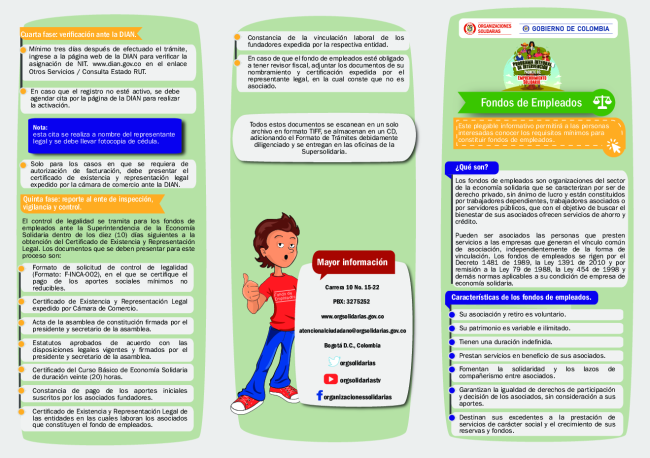 Cuarta fase: verificación ante la DIAN.
Mínimo tres días después de efectuado el trámite,
ingrese a la página web de la DIAN para verificar la
asignación de NIT. www.dian.gov.co en el enlace
Otros Servicios / Consulta Estado RUT.
En caso que el registro no esté activo, se debe
agendar cita por la página de la DIAN para realizar
la activación.
Nota:
esta cita se realiza a nombre del representante
legal y se debe llevar fotocopia de cédula.
Solo para los casos en que se requiera de
autorización de facturación, debe presentar el
certificado de existencia y representación legal
expedido por la cámara de comercio ante la DIAN.
Quinta fase: reporte al ente de inspección,
vigilancia y control.
El control de legalidad se tramita para los fondos de
empleados ante la Superintendencia de la Economía
Solidaria dentro de los diez (10) días siguientes a la
obtención del Certificado de Existencia y Representación
Legal. Los documentos que se deben presentar para este
proceso son:
Formato de solicitud de control de legalidad
(Formato: F-INCA-002), en el que se certifique el
pago de los aportes sociales mínimos no
reducibles.
Certificado de Existencia y Representación Legal
expedido por Cámara de Comercio.
Acta de la asamblea de constitución firmada por el
presidente y secretario de la asamblea.
Estatutos aprobados de acuerdo con las
disposiciones legales vigentes y firmados por el
presidente y secretario de la asamblea.
Certificado del Curso Básico de Economía Solidaria
de duración veinte (20) horas.
Constancia de pago de los aportes iniciales
suscritos por los asociados fundadores.
Certificado de Existencia y Representación Legal de
las entidades en las cuales laboran los asociados
que constituyen el fondo de empleados.
Constancia de la vinculación laboral de los
fundadores expedida por la respectiva entidad.
En caso de que el fondo de empleados esté obligado
a tener revisor fiscal, adjuntar los documentos de su
nombramiento y certificación expedida por el
representante legal, en la cual conste que no es
asociado.
Todos estos documentos se escanean en un solo
archivo en formato TIFF, se almacenan en un CD,
adicionando el Formato de Trámites debidamente
diligenciado y se entregan en las oficinas de la
Supersolidaria.
Mayor información
Carrera 10 No. 15-22
PBX: 3275252
www.orgsolidarias.gov.co
atencionalciudadano@orgsolidarias.gov.co
Bogotá D.C., Colombia
orgsolidarias
orgsolidariastv
organizacionessolidarias
ORGANIZACIONES
SOLIDARIAS
GOBIERNO DE COLOMBIA
EMPRENDIMIENTO
SOLIDARIO
Fondos de Empleados
Este plegable informativo permitirá a las personas
interesadas conocer los requisitos mínimos para
constituir fondos de empleados.
¿Qué son?
Los fondos de empleados son organizaciones del sector
de la economía solidaria que se caracterizan por ser de
derecho privado, sin ánimo de lucro y están constituidos
por trabajadores dependientes, trabajadores asociados o
por servidores públicos, que con el objetivo de buscar el
bienestar de sus asociados ofrecen servicios de ahorro y
crédito.
Pueden ser asociados las personas que presten
servicios a las empresas que generan el vínculo común
de asociación, independientemente de la forma de
vinculación. Los fondos de empleados se rigen por el
Decreto 1481 de 1989, la Ley 1391 de 2010 y por
remisión a la Ley 79 de 1988, la Ley 454 de 1998 y
demás normas aplicables a su condición de empresa de
economía solidaria.
Características de los fondos de empleados.
Su asociación y retiro es voluntario.
Su patrimonio es variable e ilimitado.
Tienen una duración indefinida.
Prestan servicios en beneficio de sus asociados.
Fomentan la solidaridad y los lazos de
compañerismo entre asociados.
Garantizan la igualdad de derechos de participación
y decisión de los asociados, sin consideración a sus
aportes.
Destinan sus excedentes a la prestación de
servicios de carácter social y el crecimiento de sus
reservas y fondos.